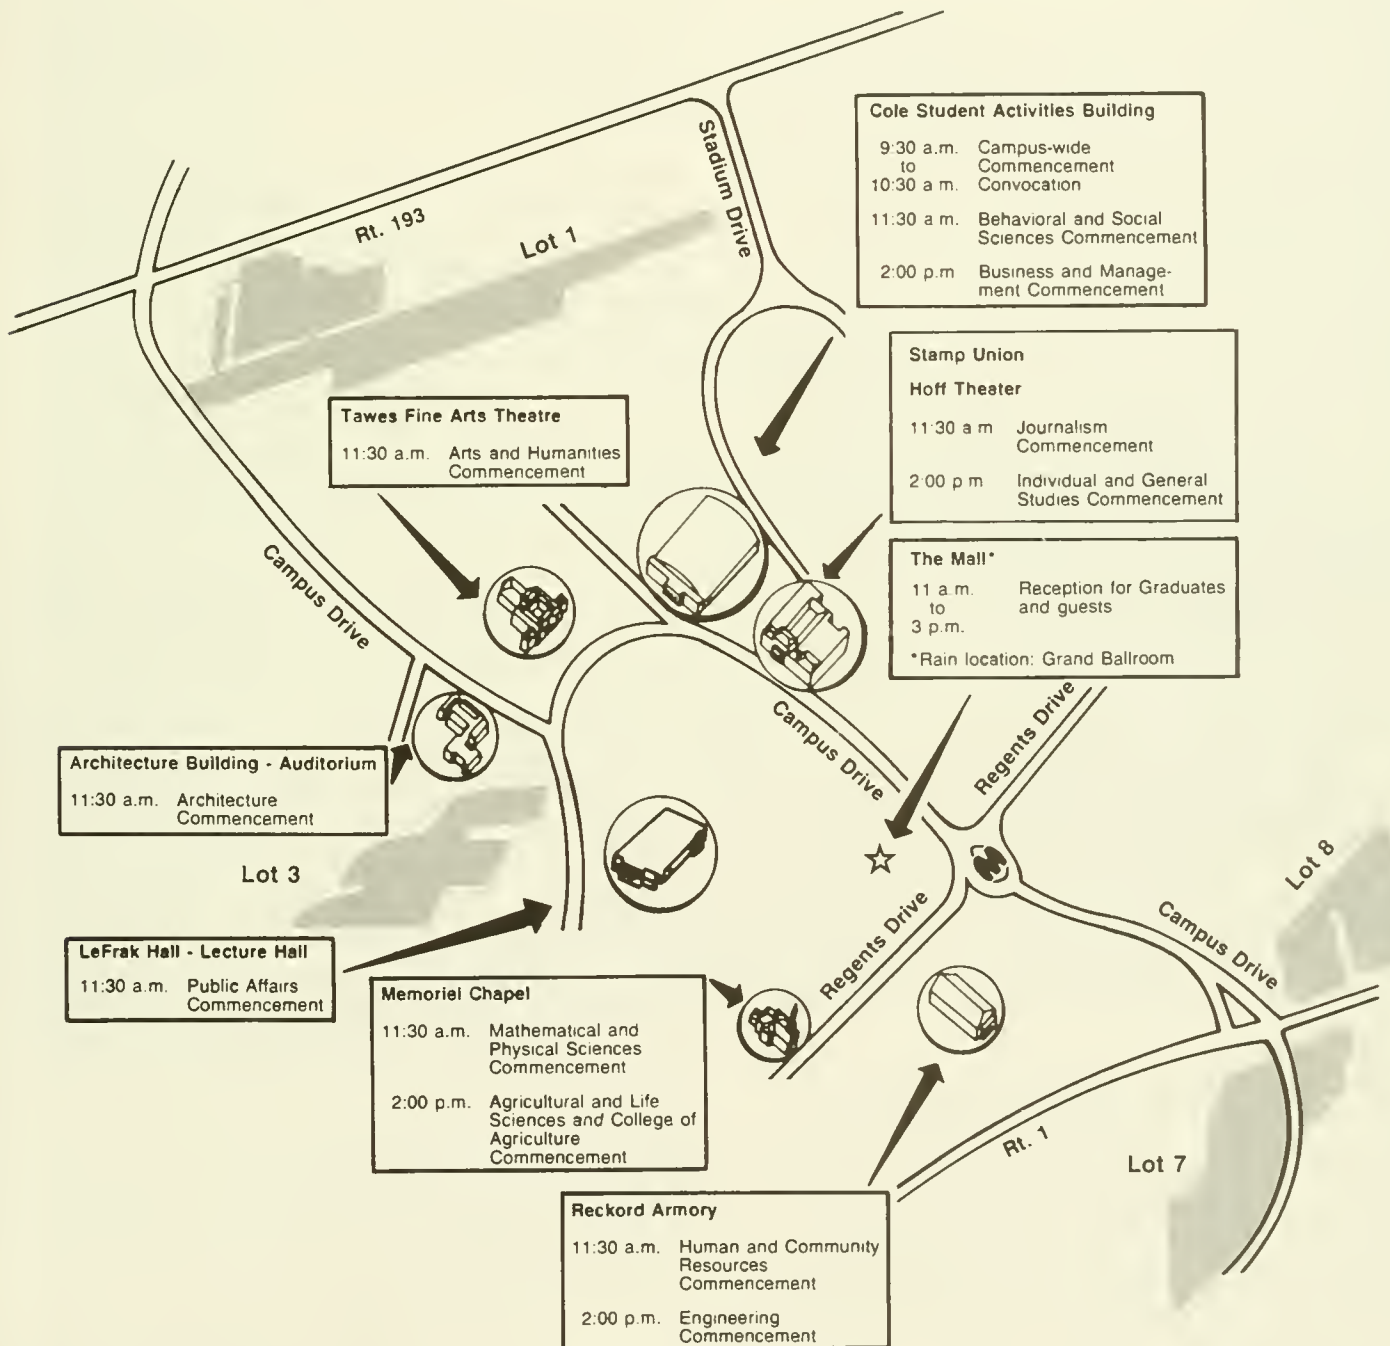 Cole Student Activities Building
9:30 a.m. Campus-wide
to Commencement
10:30 a m. Convocation
11:30 a.m. Behavioral and Social
Sciences Commencement
2:00 p.m Business and Manage-
ment Commencement
Stadium Drive
Rt. 193
Lot 1
Stamp Union
Hoff Theater
11:30 a m Journalism
Commencement
2:00 p m Individual and General
Studies Commencement
Tawes Fine Arts Theatre
11:30 a.m. Arts and Humanities
Commencement
The Mall*
11 a.m. Reception for Graduates
to and guests
3 p.m.
*Rain location: Grand Ballroom
Campus Drive
Campus Drive
Regents Drive
Architecture Building - Auditorium
11:30 a.m. Architecture
Commencement
Lot 3
Lot 8
Campus Drive
Regents Drive
LeFrak Hall - Lecture Hall
11:30 a.m. Public Affairs
Commencement
Memoriel Chapel
11:30 a.m. Mathematical and
Physical Sciences
Commencement
2:00 p.m. Agricultural and Life
Sciences and College of
Agriculture
Commencement
Rt. 1
Lot 7
Reckord Armory
11:30 a.m. Human and Community
Resources
Commencement
2:00 p.m. Engineering
Commencement